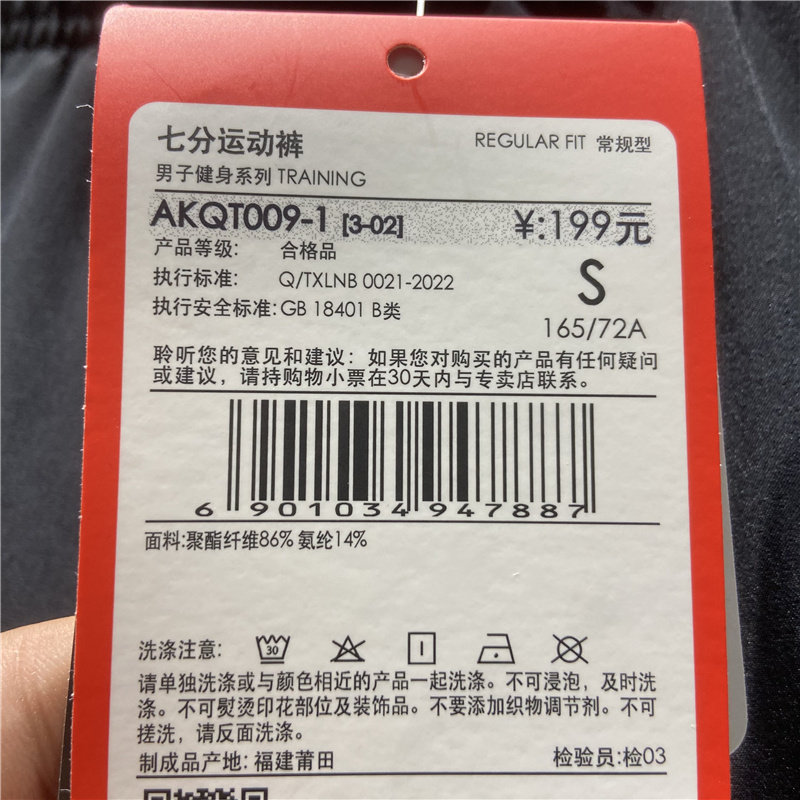 七分运动裤 REGULAR FIT 常规型
男子健身系列 TRAINING
AKQT009-1 [3-02] ¥:199元
产品等级: 合格品
执行标准: Q/TXLNB 0021-2022
S
执行安全标准:GB 18401 B类
165/72A
聆听您的意见和建议：如果您对购买的产品有任何疑问
或建议，请持购物小票在30天内与专卖店联系。
6 901034 947887
面料:聚酯纤维86% 氨纶14%
洗涤注意: 30
请单独洗涤或与颜色相近的产品一起洗涤。不可浸泡，及时洗
涤。不可熨烫印花部位及装饰品。不要添加织物调节剂。不可
搓洗，请反面洗涤。
制成品产地: 福建莆田 检验员:检03